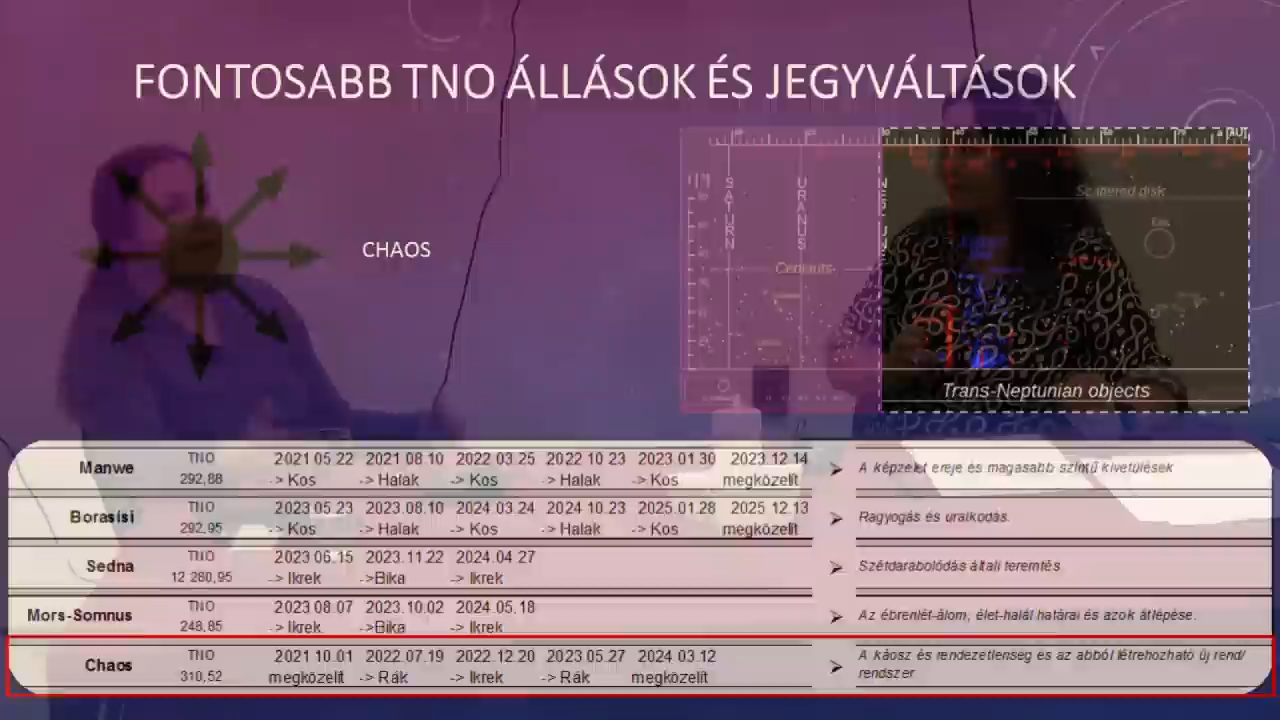 FONTOSABB TNO ÁLLÁSOK ÉS JEGYVÁLTÁSOK
CHAOS
[AU]
SATURN
URANUS
Scattered disk
Centaurs
Trans-Neptunian objects
Manwe TNO 292,88 2021 05.22 -> Kos 2021 08 10 -> Halak 2022 03.25 -> Kos 2022 10 23 -> Halak 2023 01 30 -> Kos 2023.12.14 megközelít ➢ A képzelet ereje és magasabb szintű kivetülések
Borasisi TNO 292,95 2023 05.23 -> Kos 2023.08.10 -> Halak 2024 03.24 -> Kos 2024 10.23 -> Halak 2025 01.28 -> Kos 2025 12.13 megközelít ➢ Ragyogás és uralkodás.
Sedna TNO 12 280,95 2023 06.15 -> Ikrek 2023.11.22 ->Bika 2024.04.27 -> Ikrek ➢ Szétdarabolódás általi teremtés
Mors-Somnus TNO 248,85 2023 08.07 -> Ikrek 2023.10.02 ->Bika 2024 05.18 -> Ikrek ➢ Az ébrenlét-álom, élet-halál határai és azok átlépése.
Chaos TNO 310,52 2021 10.01 megközelít 2022.07.19 -> Rák 2022.12.20 -> Ikrek 2023 05.27 -> Rák 2024 03.12 megközelít ➢ A káosz és rendezetlenség és az abból létrehozható új rend/
rendszer